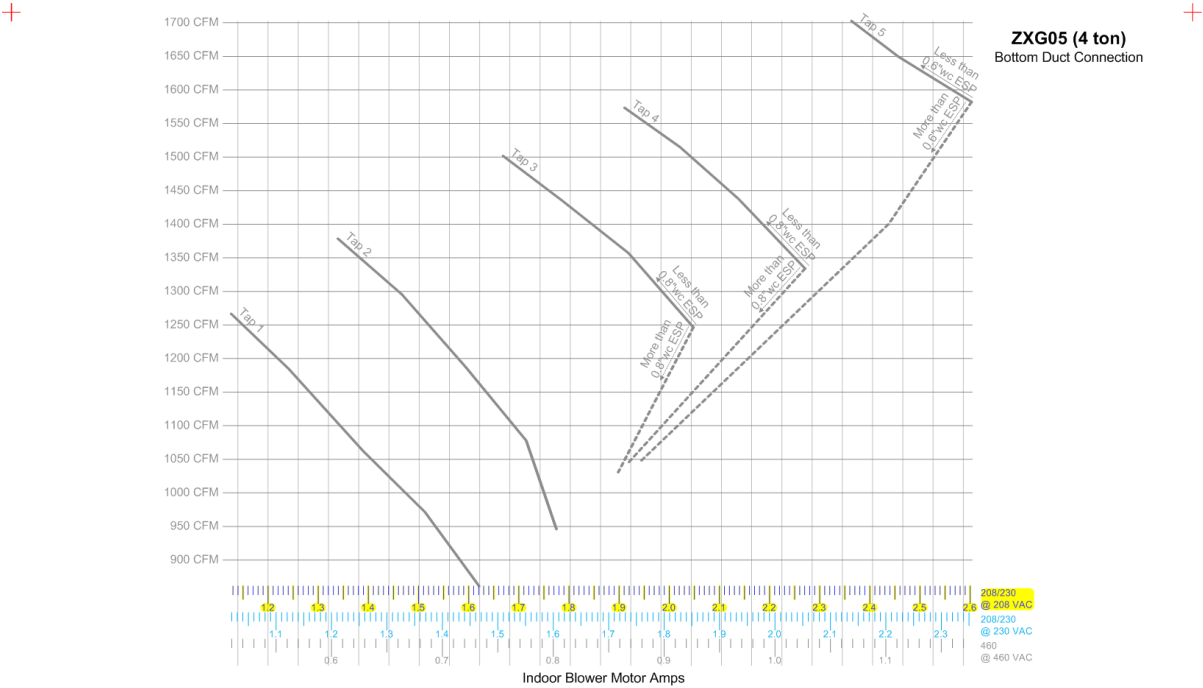 ZXG05 (4 ton)
Bottom Duct Connection
1700 CFM
1650 CFM
1600 CFM
1550 CFM
1500 CFM
1450 CFM
1400 CFM
1350 CFM
1300 CFM
1250 CFM
1200 CFM
1150 CFM
1100 CFM
1050 CFM
1000 CFM
950 CFM
900 CFM
Tap 1
Tap 2
Tap 3
Less than
0.8"wc ESP
More than
0.8"wc ESP
Tap 4
Less than
0.8"wc ESP
More than
0.8"wc ESP
Tap 5
Less than
0.6"wc ESP
More than
0.6"wc ESP
1.2 1.3 1.4 1.5 1.6 1.7 1.8 1.9 2.0 2.1 2.2 2.3 2.4 2.5 2.6
208/230
@ 208 VAC
1.1 1.2 1.3 1.4 1.5 1.6 1.7 1.8 1.9 2.0 2.1 2.2 2.3
208/230
@ 230 VAC
0.6 0.7 0.8 0.9 1.0 1.1
460
@ 460 VAC
Indoor Blower Motor Amps